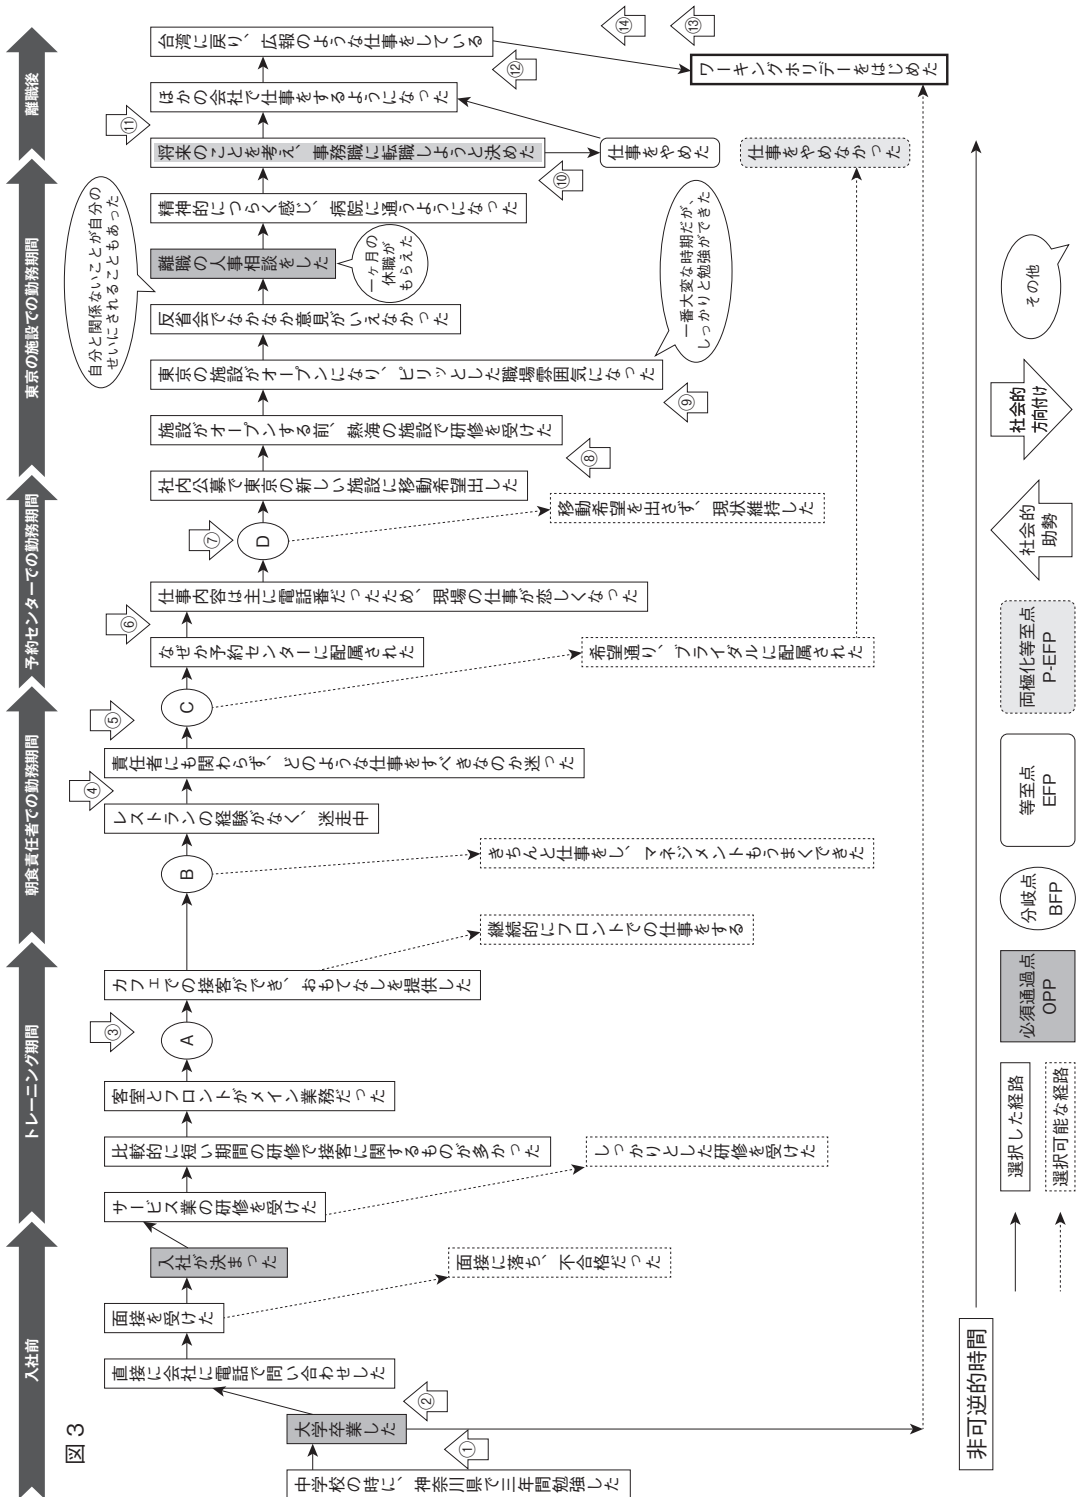 図3
入社前
トレーニング期間
朝食責任者での勤務期間
予約センターでの勤務期間
東京の施設での勤務期間
離職後
中学校の時に、神奈川県で三年間勉強した
①
大学卒業した
②
直接に会社に電話で問い合わせした
面接を受けた
面接に落ち、不合格だった
入社が決まった
サービス業の研修を受けた
しっかりとした研修を受けた
比較的に短い期間の研修で接客に関するものが多かった
客室とフロントがメイン業務だった
A
③
カフェでの接客ができ、おもてなしを提供した
継続的にフロントでの仕事をする
B
きちんと仕事をし、マネジメントもうまくできた
レストランの経験がなく、迷走中
④
責任者にも関わらず、どのような仕事をすべきなのか迷った
⑤
C
希望通り、ブライダルに配属された
なぜか予約センターに配属された
⑥
仕事内容は主に電話番だったため、現場の仕事が恋しくなった
⑦
D
移動希望を出さず、現状維持した
社内公募で東京の新しい施設に移動希望出した
⑧
施設がオープンする前、熱海の施設で研修を受けた
⑨
東京の施設がオープンになり、ピリッとした職場雰囲気になった
一番大変な時期だが、
しっかりと勉強ができた
反省会でなかなか意見がいえなかった
自分と関係ないことが自分の
せいにされることもあった
離職の人事相談をした
一ヶ月の
休職が
もらえた
精神的につらく感じ、病院に通うようになった
⑩
将来のことを考え、事務職に転職しようと決めた
仕事をやめた
仕事をやめなかった
⑪
ほかの会社で仕事をするようになった
⑫
台湾に戻り、広報のような仕事をしている
ワーキングホリデーをはじめた
⑬
⑭
非可逆的時間
選択した経路
選択可能な経路
必須通過点
OPP
分岐点
BFP
等至点
EFP
両極化等至点
P-EFP
社会的
助勢
社会的
方向付け
その他